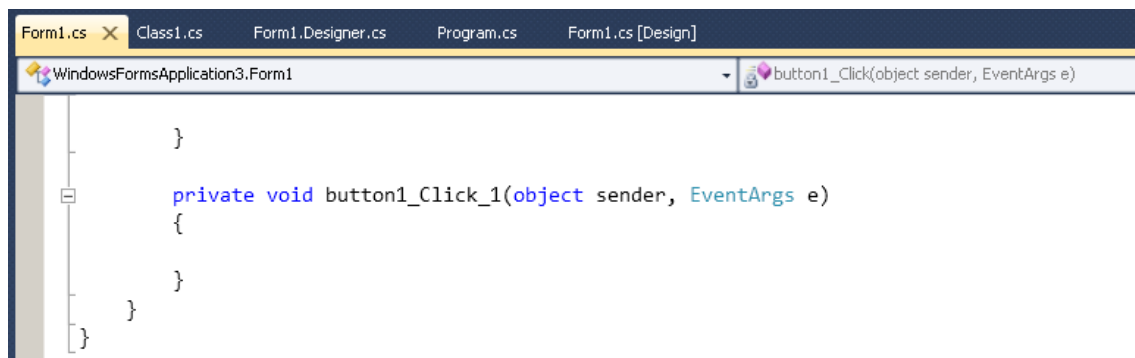 Form1.cs Class1.cs Form1.Designer.cs Program.cs Form1.cs [Design]
WindowsFormsApplication3.Form1 button1_Click(object sender, EventArgs e)
}
private void button1_Click_1(object sender, EventArgs e)
{
}
}
}